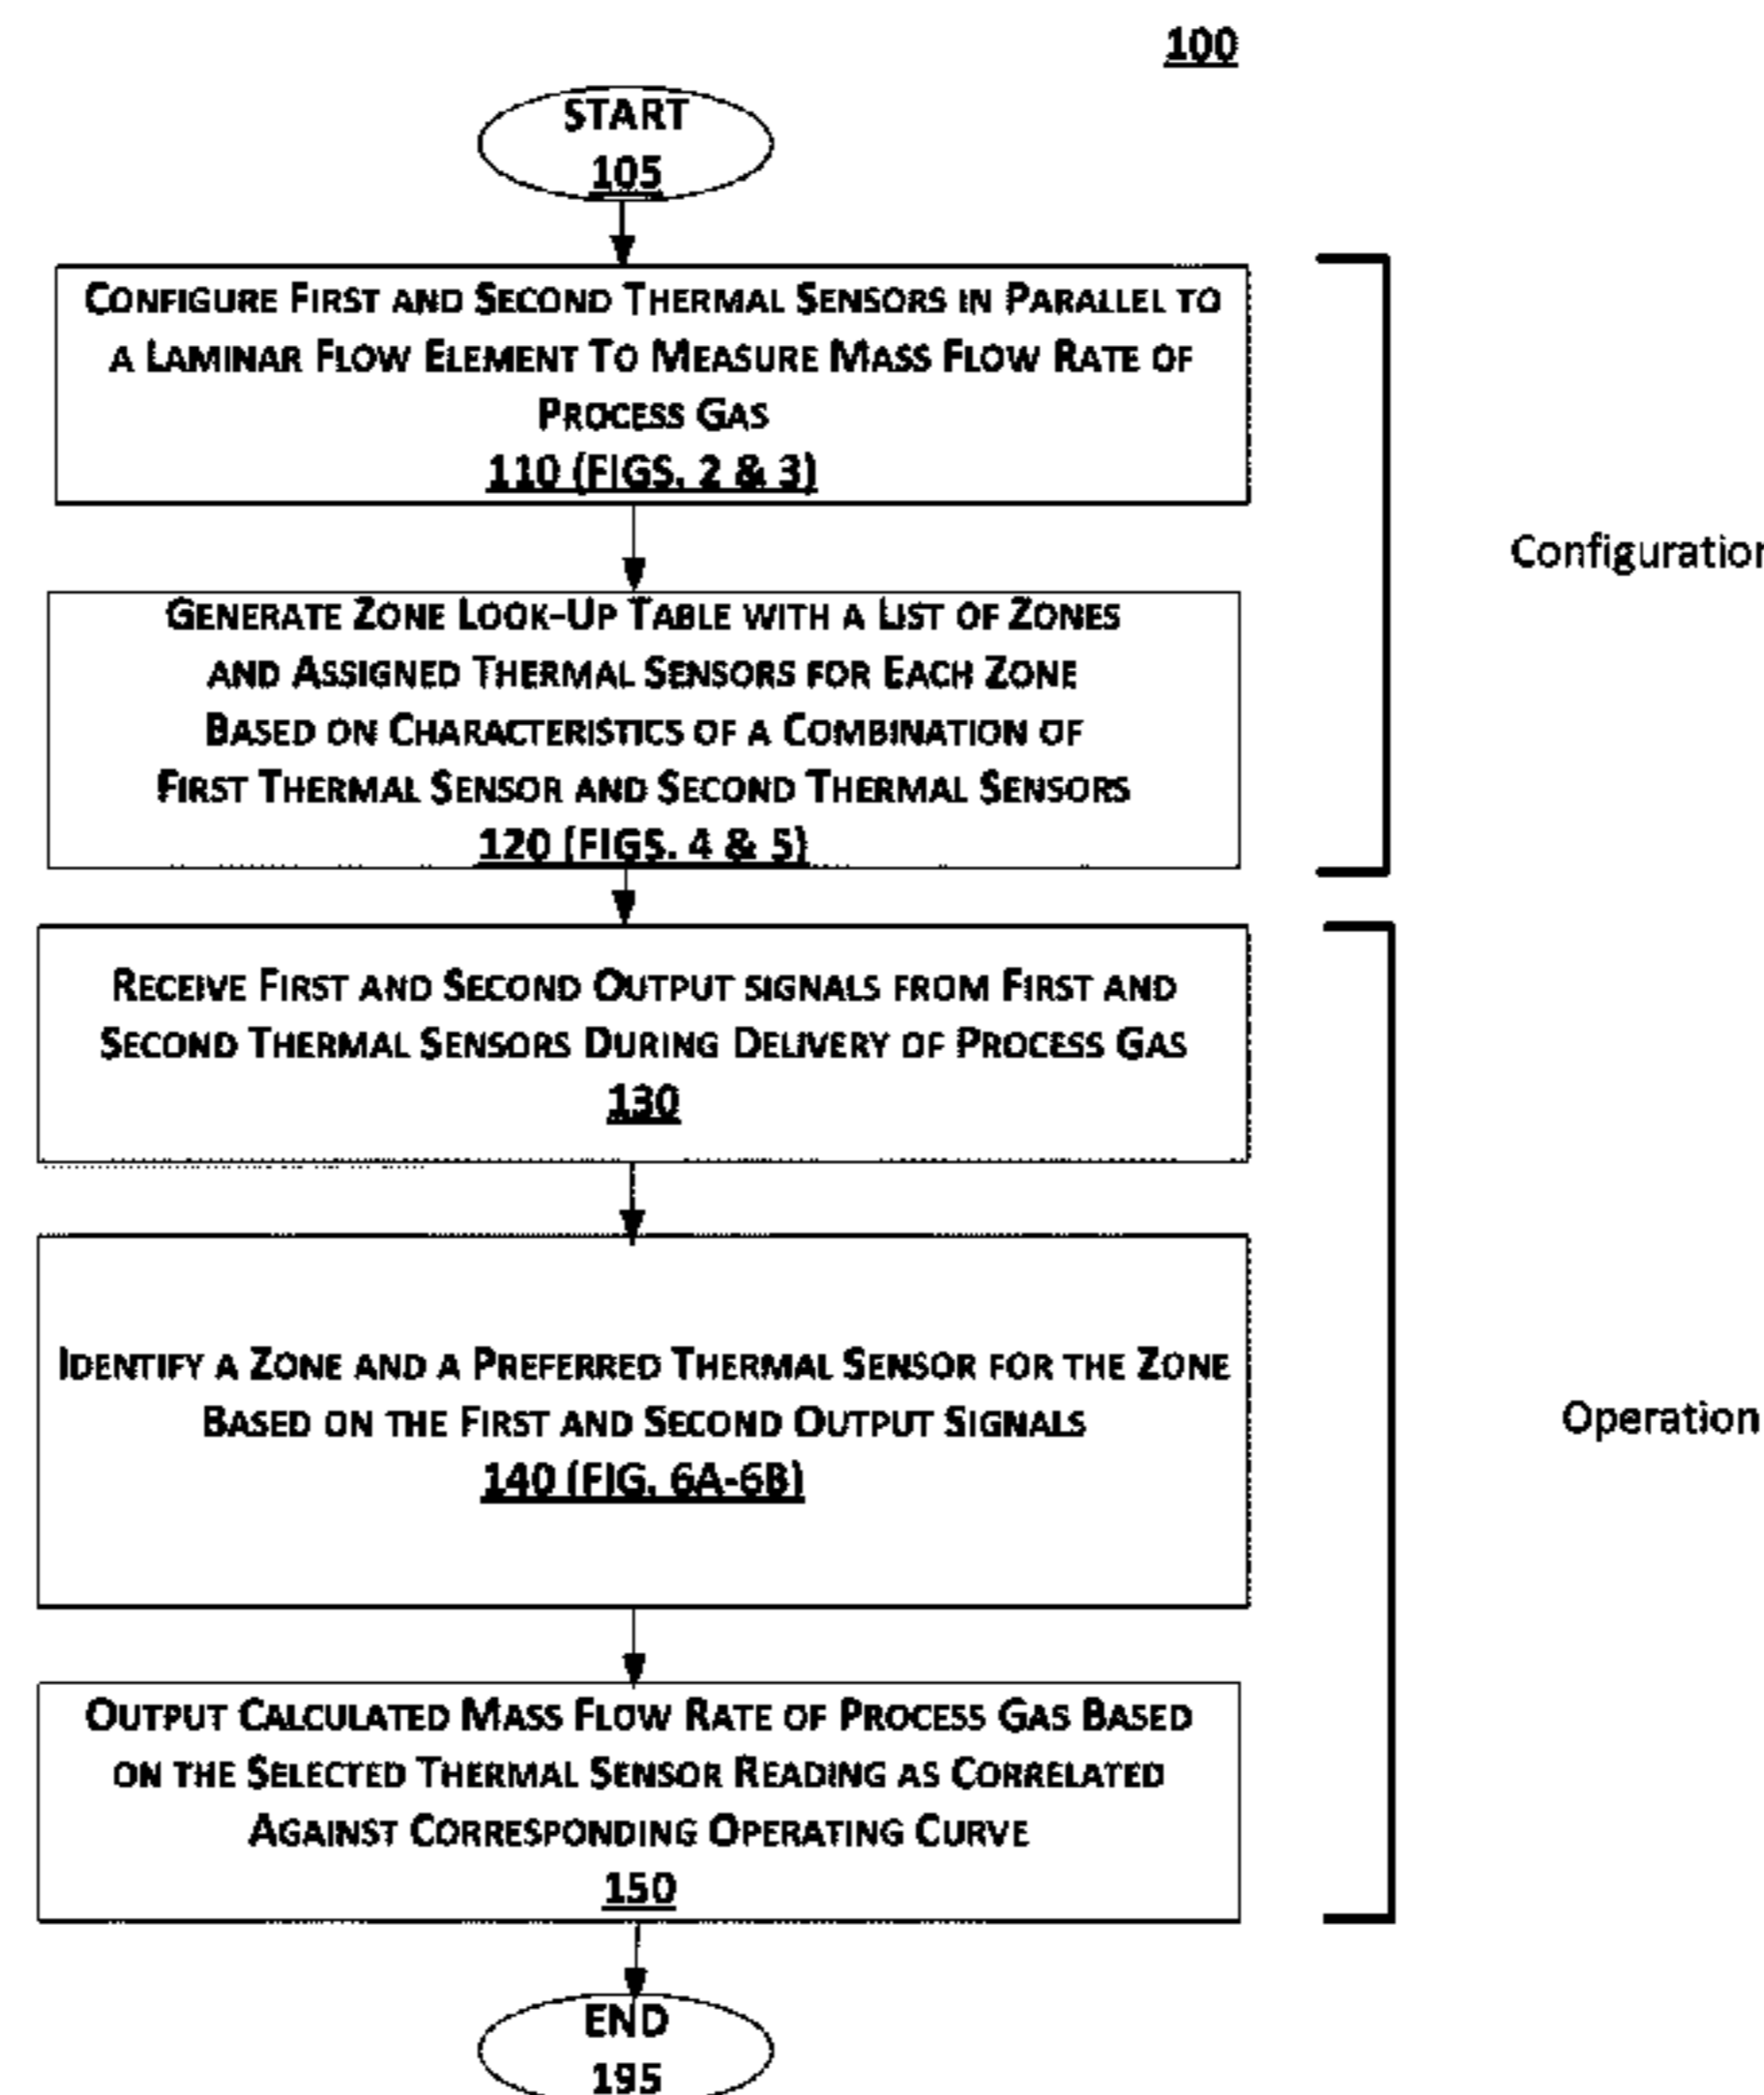 100
START
105
CONFIGURE FIRST AND SECOND THERMAL SENSORS IN PARALLEL TO
A LAMINAR FLOW ELEMENT TO MEASURE MASS FLOW RATE OF
PROCESS GAS
110 (FIGS. 2 & 3)
GENERATE ZONE LOOK-UP TABLE WITH A LIST OF ZONES
AND ASSIGNED THERMAL SENSORS FOR EACH ZONE
BASED ON CHARACTERISTICS OF A COMBINATION OF
FIRST THERMAL SENSOR AND SECOND THERMAL SENSORS
120 (FIGS. 4 & 5)
Configuration
RECEIVE FIRST AND SECOND OUTPUT SIGNALS FROM FIRST AND
SECOND THERMAL SENSORS DURING DELIVERY OF PROCESS GAS
130
IDENTIFY A ZONE AND A PREFERRED THERMAL SENSOR FOR THE ZONE
BASED ON THE FIRST AND SECOND OUTPUT SIGNALS
140 (FIG. 6A-6B)
Operation
OUTPUT CALCULATED MASS FLOW RATE OF PROCESS GAS BASED
ON THE SELECTED THERMAL SENSOR READING AS CORRELATED
AGAINST CORRESPONDING OPERATING CURVE
150
END
195